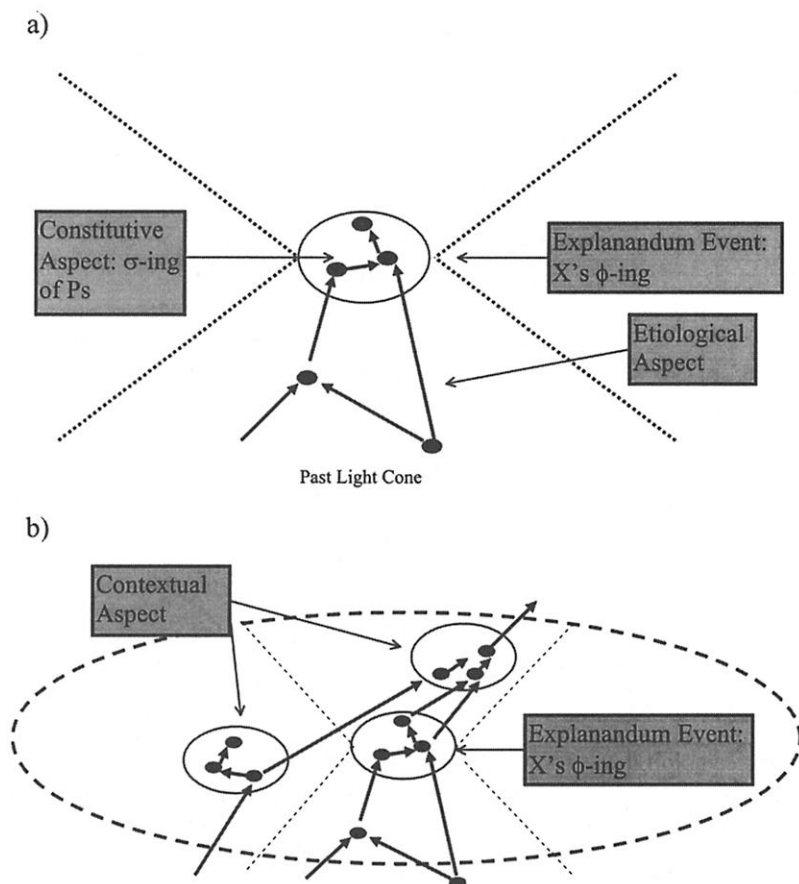 a)
Constitutive
Aspect: σ-ing
of Ps
Explanandum Event:
X's ϕ-ing
Etiological
Aspect
Past Light Cone
b)
Contextual
Aspect
Explanandum Event:
X's ϕ-ing